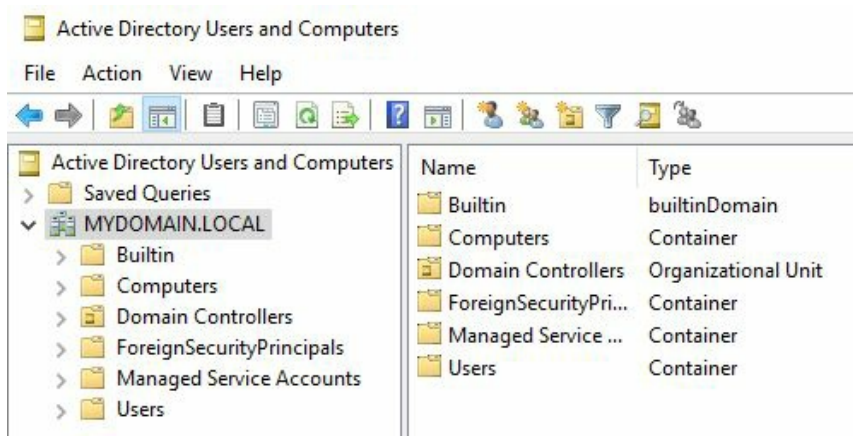 Active Directory Users and Computers
File Action View Help
Active Directory Users and Computers
Saved Queries
MYDOMAIN.LOCAL
Builtin
Computers
Domain Controllers
ForeignSecurityPrincipals
Managed Service Accounts
Users
Name Type
Builtin builtinDomain
Computers Container
Domain Controllers Organizational Unit
ForeignSecurityPri... Container
Managed Service ... Container
Users Container